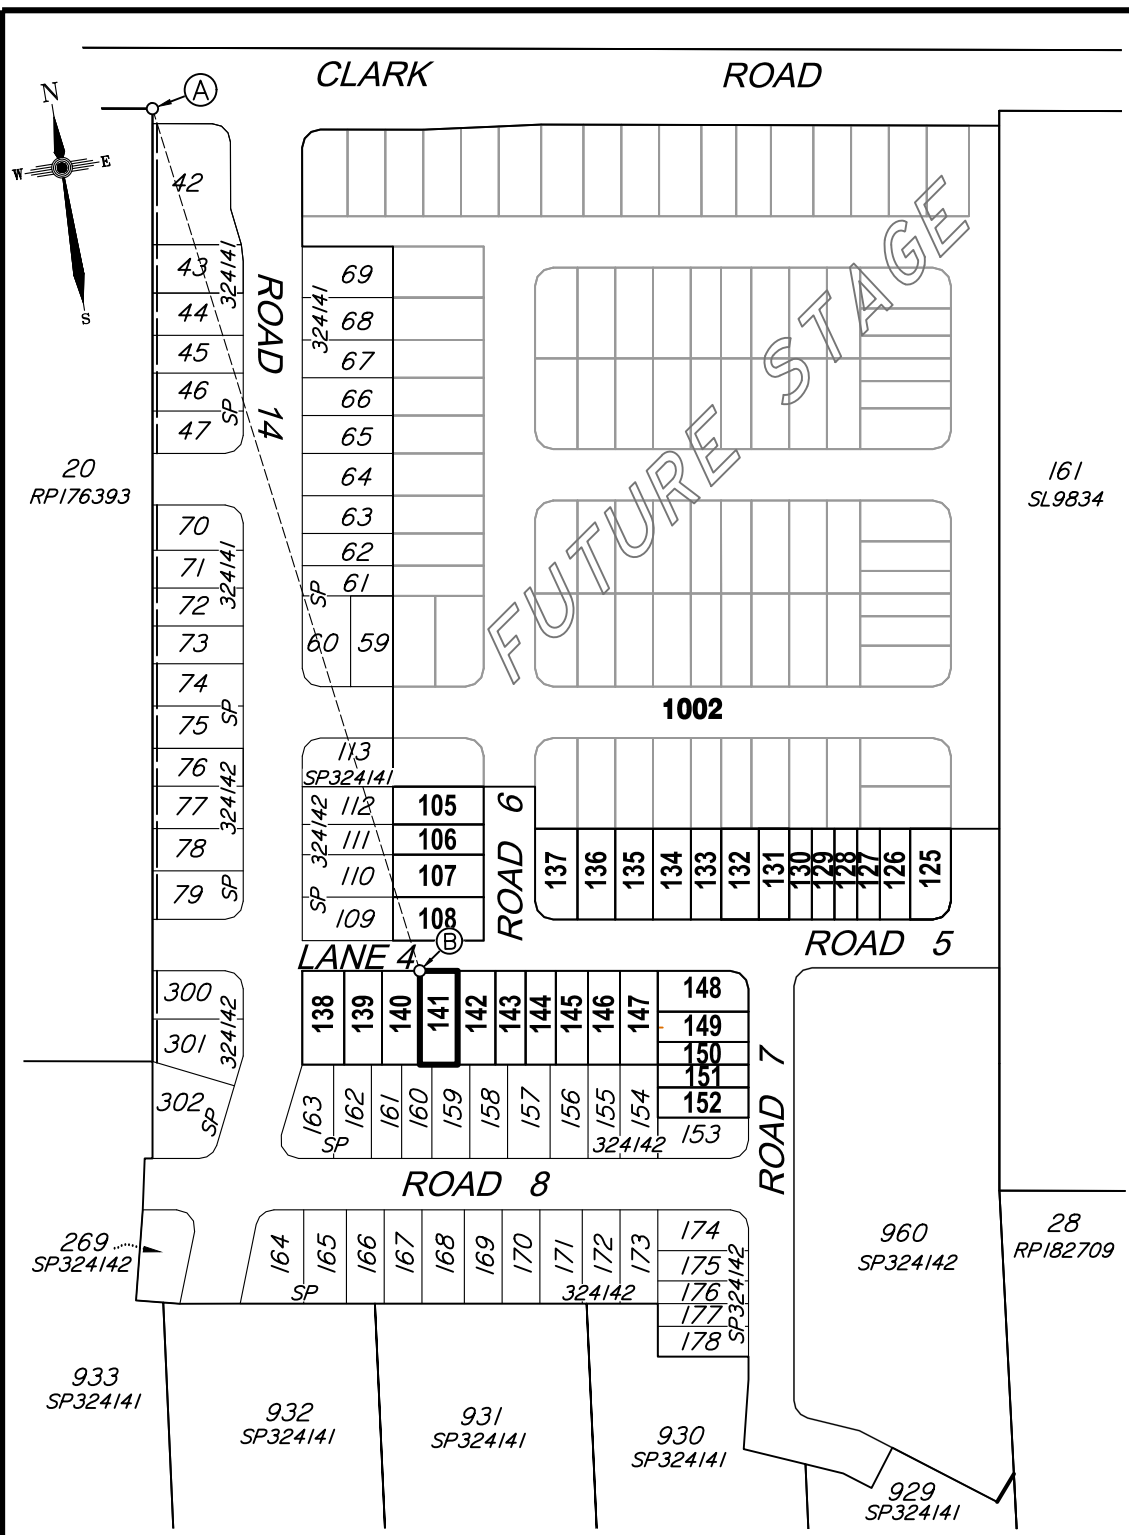 CLARK ROAD
A
N
W E
S
42
43
44
45
46
47
SP 324141
ROAD 14
69
68
67
66
65
64
63
62
61
60 59
SP 324141
FUTURE STAGE
20
RP176393
161
SL9834
70
71
72
73
74
75
76
77
78
79
SP 324141
SP 324142
1002
113
SP324141
112
111
110
109
SP 324142
105
106
107
108
ROAD 6
137 136 135 134 133 132 131 130 129 128 127 126 125
B
LANE 4
ROAD 5
300
301
302
SP 324142
138 139 140 141 142 143 144 145 146 147
148
149
150
151
152
153
163 162 161 160 159 158 157 156 155 154
SP 324142
ROAD 7
ROAD 8
269
SP324142
164 165 166 167 168 169 170 171 172 173
SP 324142
174
175
176
177
178
SP324142
960
SP324142
28
RP182709
933
SP324141
932
SP324141
931
SP324141
930
SP324141
929
SP324141